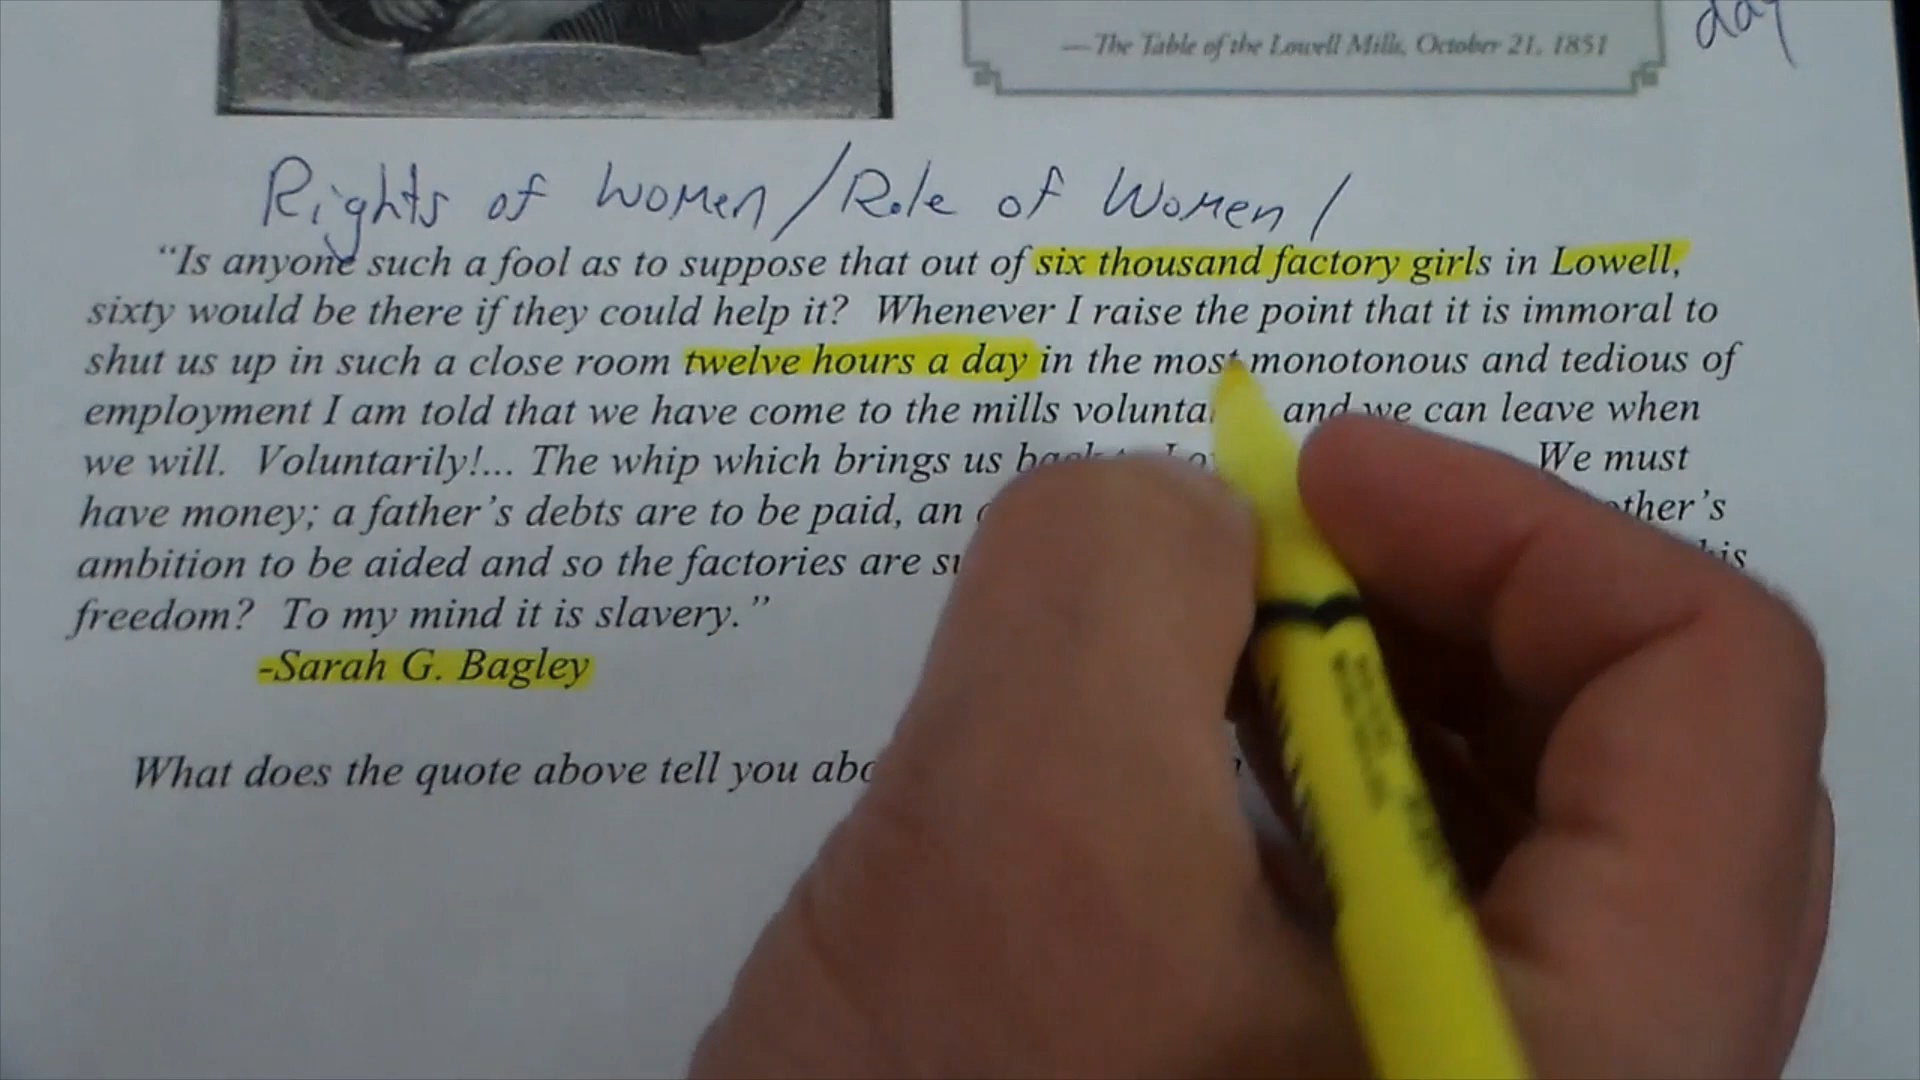 day
—The Table of the Lowell Mills, October 21, 1851
Rights of Women / Role of Women /
“Is anyone such a fool as to suppose that out of six thousand factory girls in Lowell,
sixty would be there if they could help it? Whenever I raise the point that it is immoral to
shut us up in such a close room twelve hours a day in the most monotonous and tedious of
employment I am told that we have come to the mills and we can leave when
we will. Voluntarily!... The whip which brings us We must
have money; a father’s debts are to be paid, an
ambition to be aided and so the factories are
freedom? To my mind it is slavery.”
-Sarah G. Bagley
What does the quote above tell you